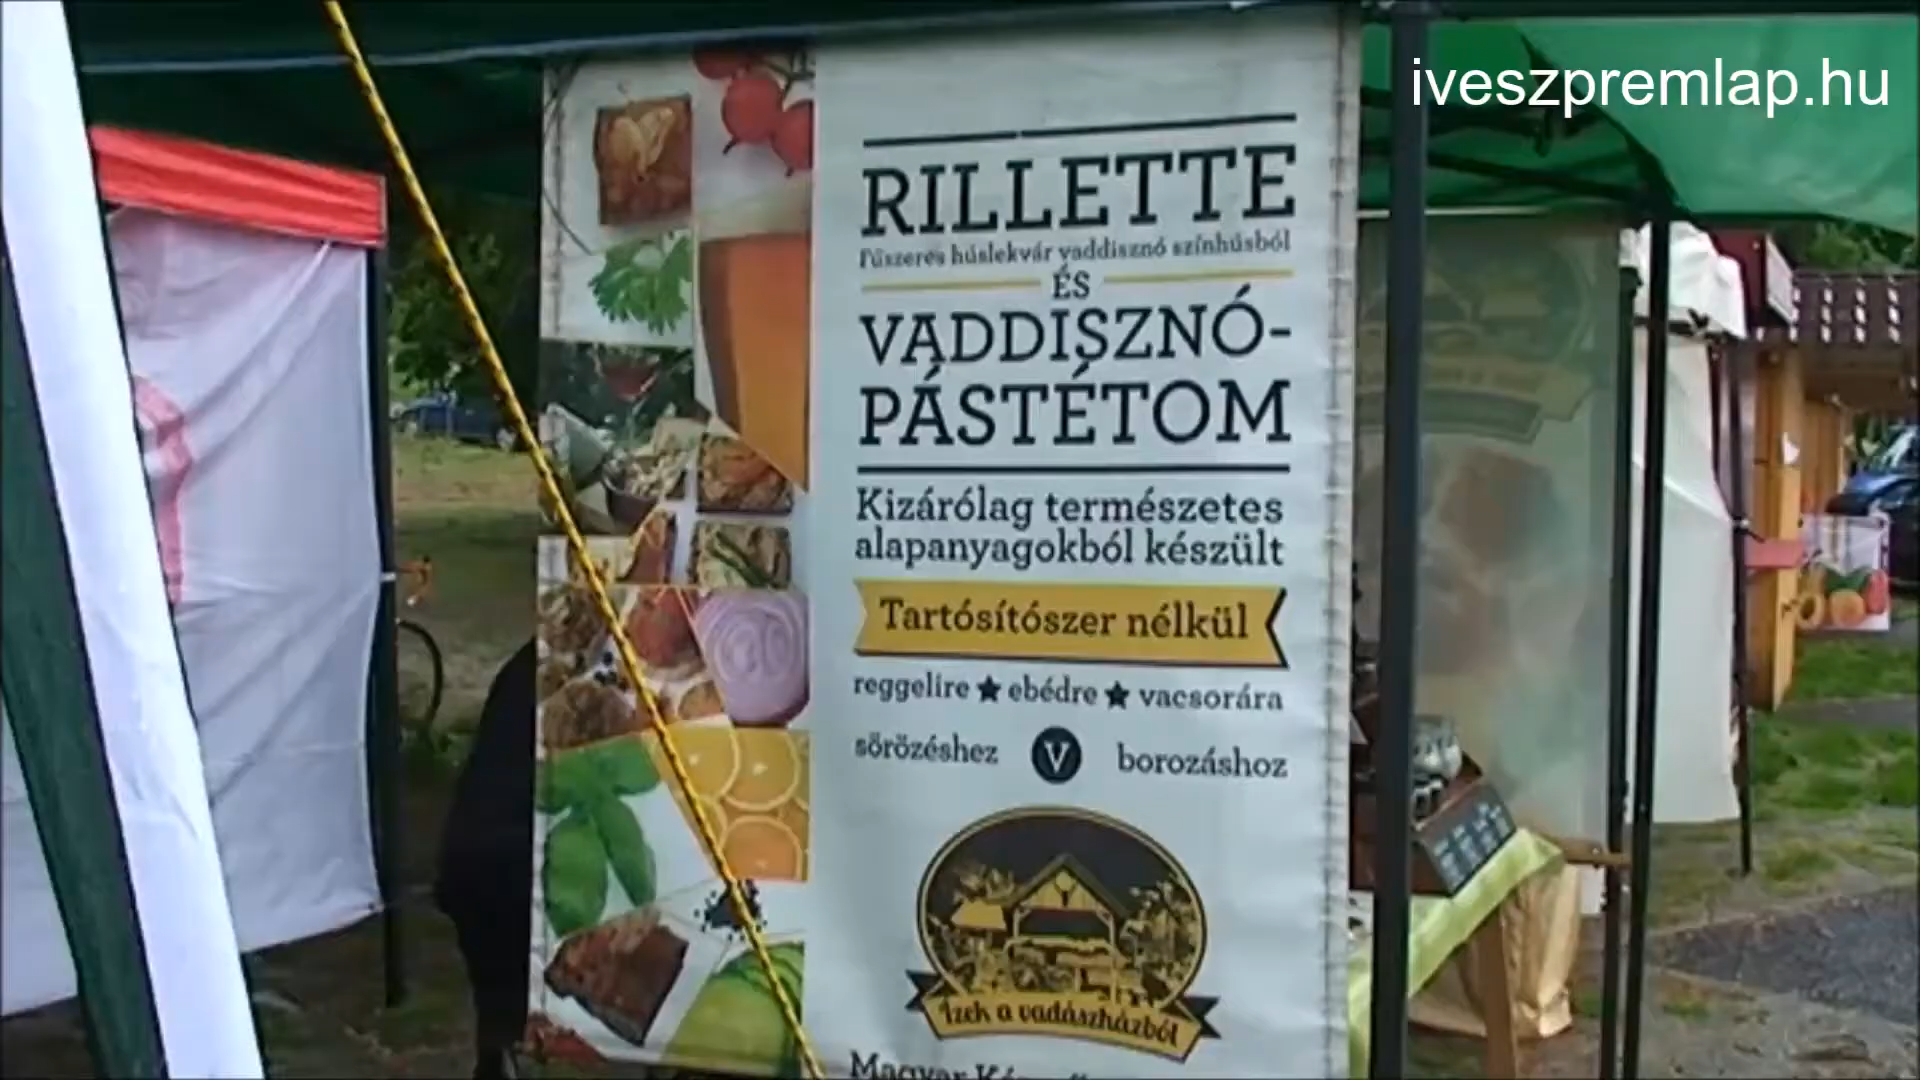 iveszpremlap.hu
RILLETTE
Fűszeres húslekvár vaddisznó színhúsból
ÉS
VADDISZNÓ-
PÁSTÉTOM
Kizárólag természetes
alapanyagokból készült
Tartósítószer nélkül
reggelire ★ ebédre ★ vacsorára
sörözéshez V borozáshoz
Ízek a vadászházból
Magyar